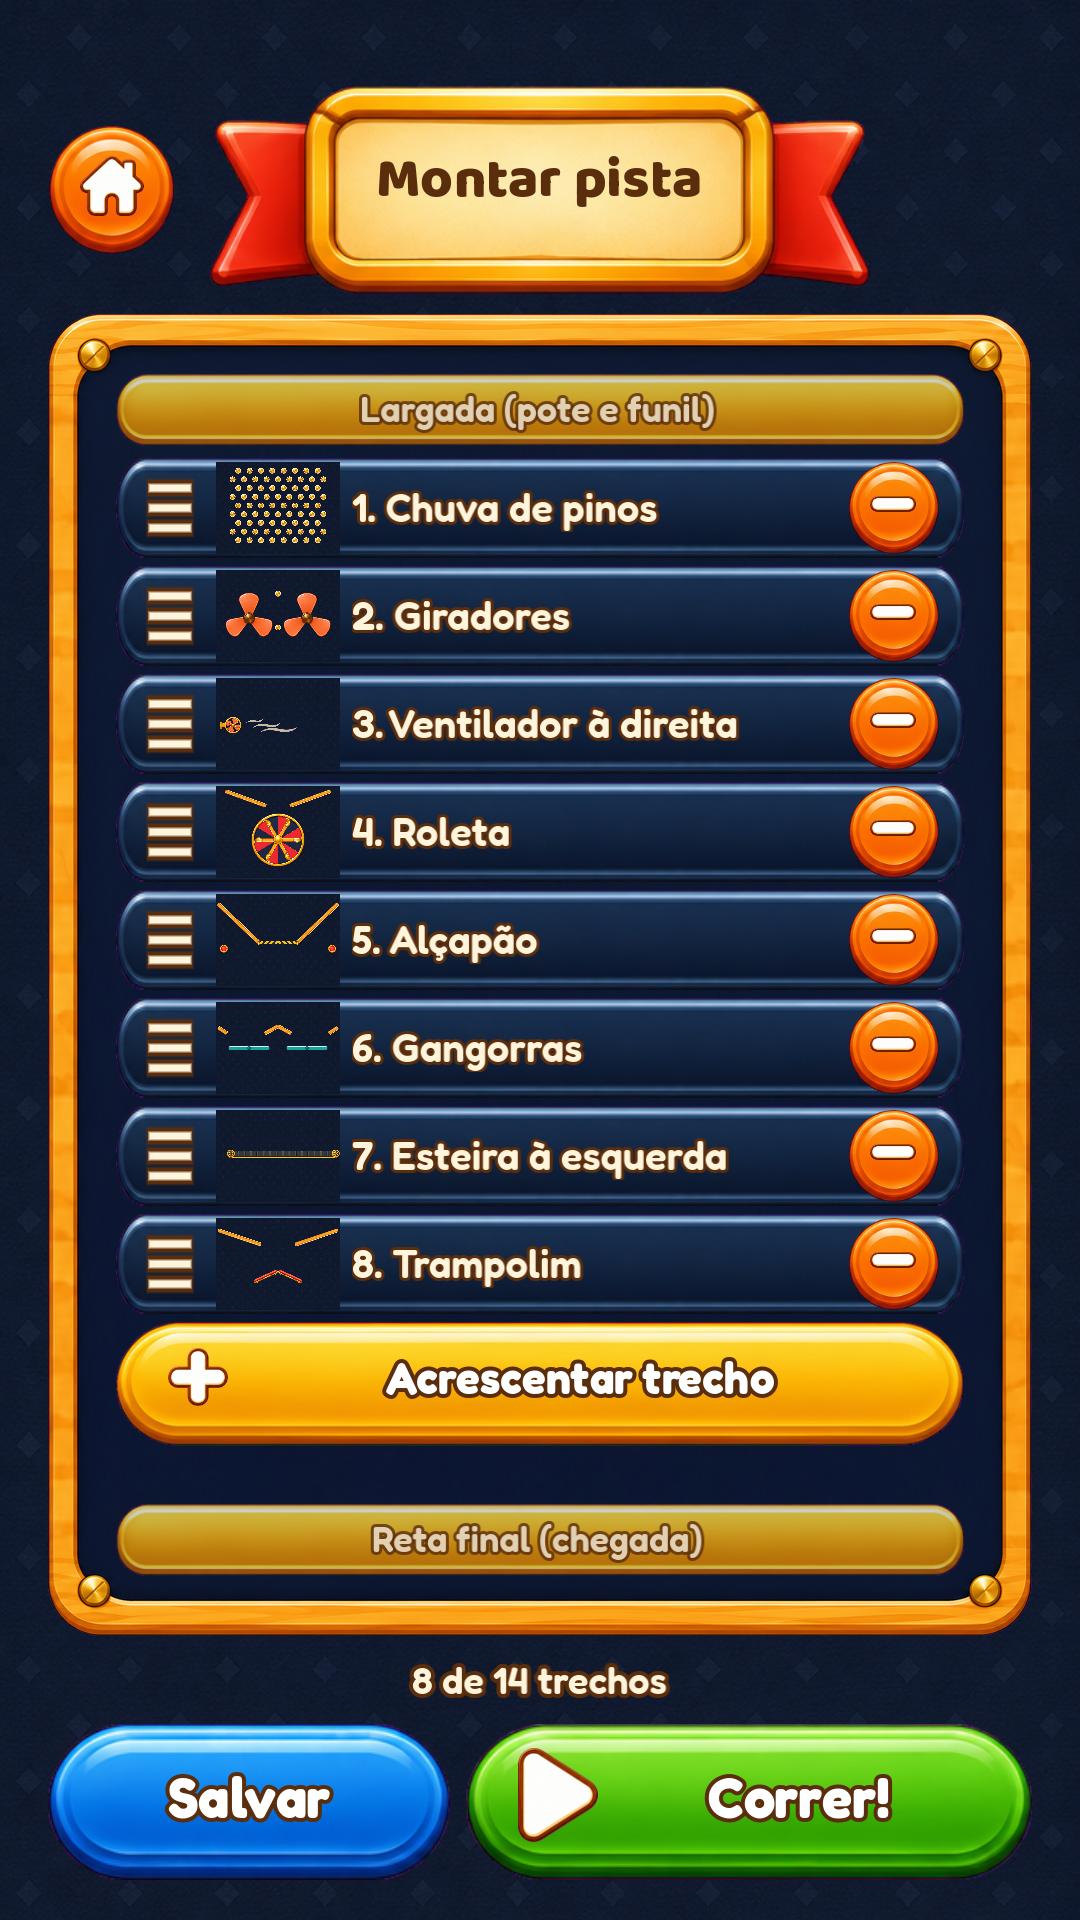 Montar pista
Largada (pote e funil)
1. Chuva de pinos
2. Giradores
3. Ventilador à direita
4. Roleta
5. Alçapão
6. Gangorras
7. Esteira à esquerda
8. Trampolim
Acrescentar trecho
Reta final (chegada)
8 de 14 trechos
Salvar
Correr!